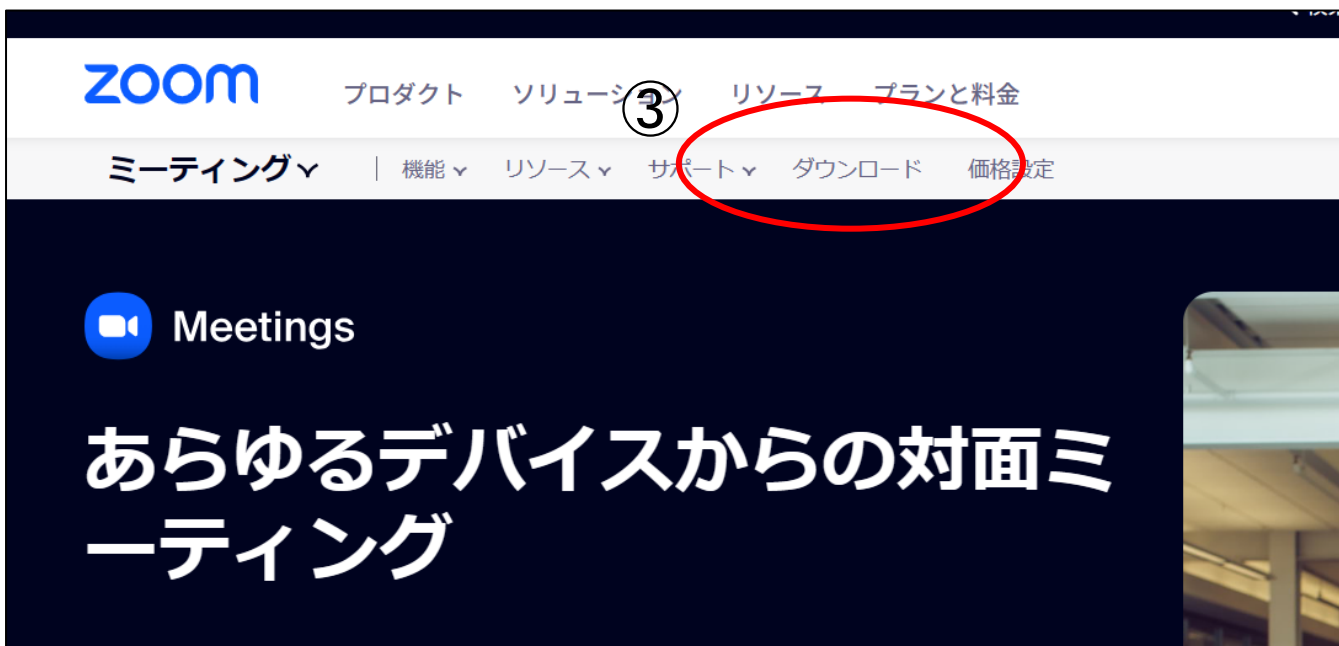 zoom プロダクト ソリューション リソース プランと料金
③
ミーティング 機能 リソース サポート ダウンロード 価格設定
Meetings
あらゆるデバイスからの対面ミ
ーティング